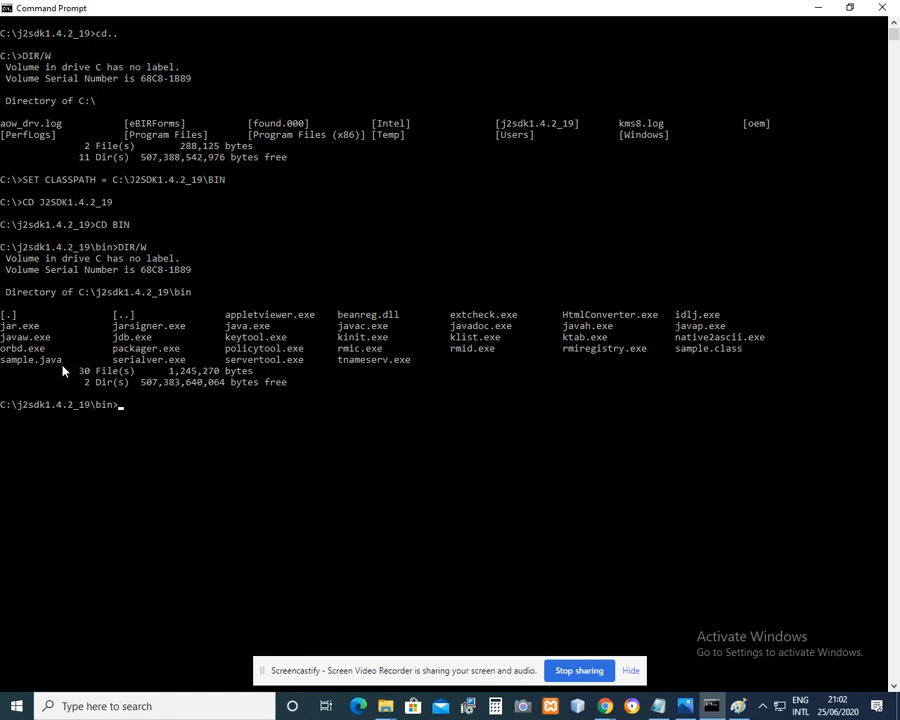 Command Prompt
C:\j2sdk1.4.2_19>cd..
C:\>DIR/W
Volume in drive C has no label.
Volume Serial Number is 68C8-1B89
Directory of C:\
aow_drv.log [eBIRForms] [found.000] [Intel] [j2sdk1.4.2_19] kms8.log [oem]
[PerfLogs] [Program Files] [Program Files (x86)] [Temp] [Users] [Windows]
2 File(s) 288,125 bytes
11 Dir(s) 507,388,542,976 bytes free
C:\>SET CLASSPATH = C:\J2SDK1.4.2_19\BIN
C:\>CD J2SDK1.4.2_19
C:\j2sdk1.4.2_19>CD BIN
C:\j2sdk1.4.2_19\bin>DIR/W
Volume in drive C has no label.
Volume Serial Number is 68C8-1B89
Directory of C:\j2sdk1.4.2_19\bin
[.] [..] appletviewer.exe beanreg.dll extcheck.exe HtmlConverter.exe idlj.exe
jar.exe jarsigner.exe java.exe javac.exe javadoc.exe javah.exe javap.exe
javaw.exe jdb.exe keytool.exe kinit.exe klist.exe ktab.exe native2ascii.exe
orbd.exe packager.exe policytool.exe rmic.exe rmid.exe rmiregistry.exe sample.class
sample.java serialver.exe servertool.exe tnameserv.exe
30 File(s) 1,245,270 bytes
2 Dir(s) 507,383,640,064 bytes free
C:\j2sdk1.4.2_19\bin>
Activate Windows
Go to Settings to activate Windows.
Screencastify - Screen Video Recorder is sharing your screen and audio. Stop sharing Hide
Type here to search
ENG 21:02
INTL 25/06/2020